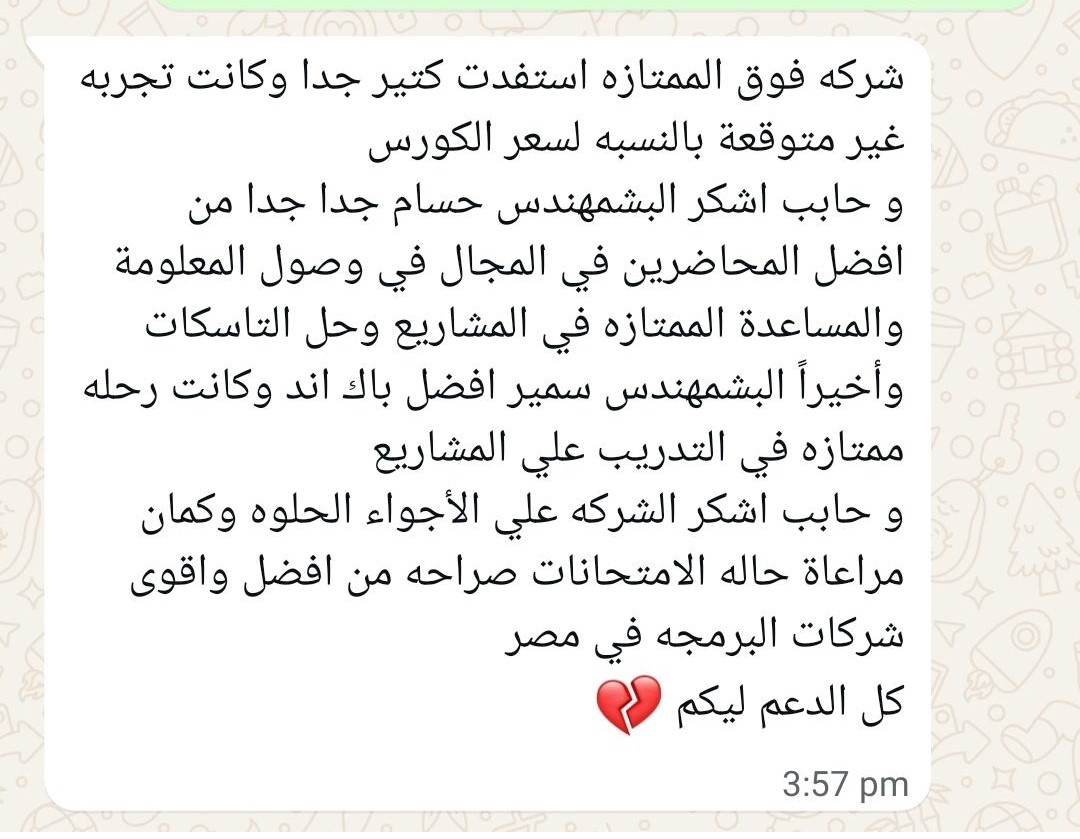 شركه فوق الممتازه استفدت كتير جدا وكانت تجربه
غير متوقعة بالنسبه لسعر الكورس
و حابب اشكر البشمهندس حسام جدا جدا من
افضل المحاضرين في المجال في وصول المعلومة
والمساعدة الممتازه في المشاريع وحل التاسكات
وأخيراً البشمهندس سمير افضل باك اند وكانت رحله
ممتازه في التدريب علي المشاريع
و حابب اشكر الشركه علي الأجواء الحلوه وكمان
مراعاة حاله الامتحانات صراحه من افضل واقوى
شركات البرمجه في مصر
كل الدعم ليكم 💔
3:57 pm